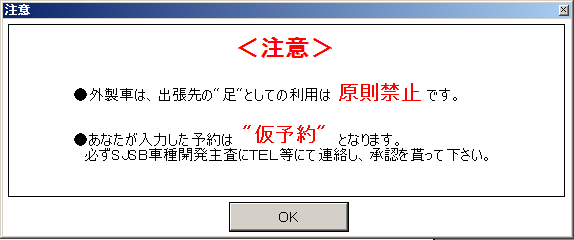 注意
＜注意＞
●外製車は、出張先の“足“としての利用は 原則禁止 です。
●あなたが入力した予約は ”仮予約” となります。
必ずSJSB車種開発主査にTEL等にて連絡し、承認を貰って下さい。
OK